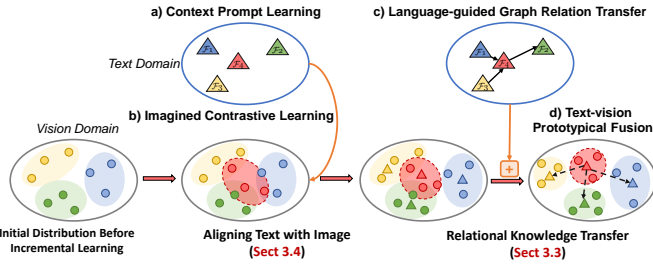 a) Context Prompt Learning
c) Language-guided Graph Relation Transfer
Text Domain
F₁
F₂
F₄
F₃
F₁
F₂
F₄
F₃
b) Imagined Contrastive Learning
d) Text-vision
Prototypical Fusion
Vision Domain
+
Initial Distribution Before
Incremental Learning
Aligning Text with Image
(Sect 3.4)
Relational Knowledge Transfer
(Sect 3.3)